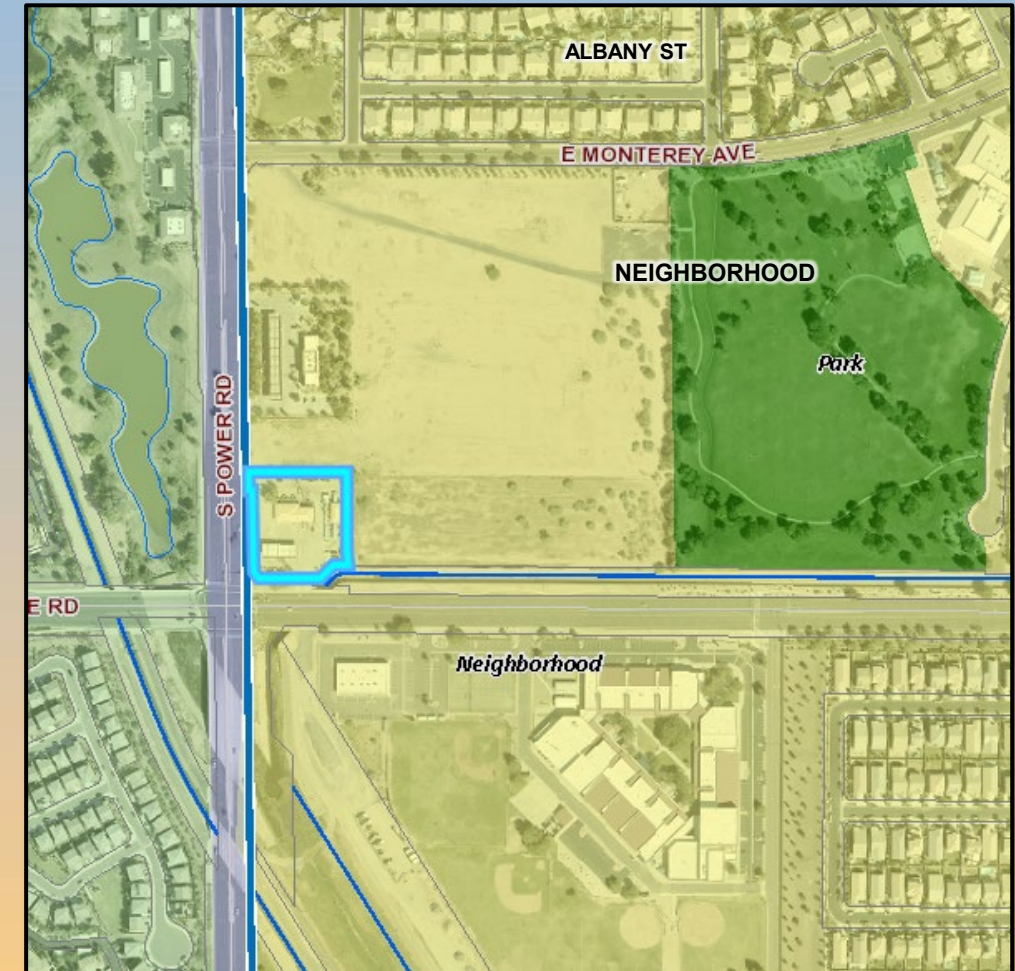 ALBANY ST
E MONTEREY AVE
NEIGHBORHOOD
Park
S POWER RD
E RD
Neighborhood